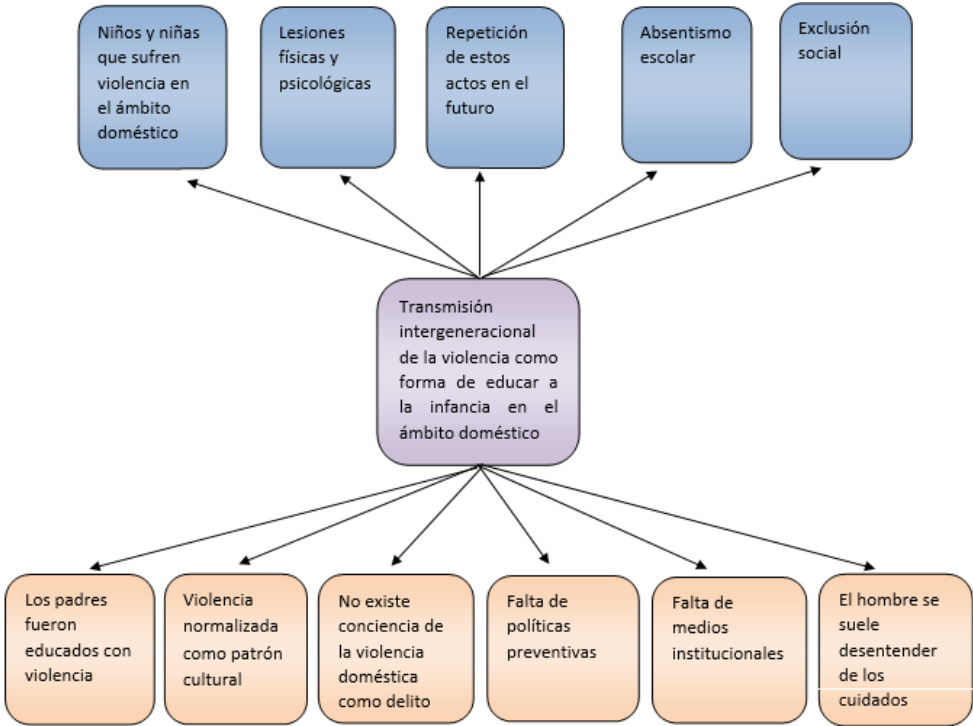 Niños y niñas
que sufren
violencia en
el ámbito
doméstico
Lesiones
físicas y
psicológicas
Repetición
de estos
actos en el
futuro
Absentismo
escolar
Exclusión
social
Transmisión
intergeneracional
de la violencia como
forma de educar a
la infancia en el
ámbito doméstico
Los padres
fueron
educados con
violencia
Violencia
normalizada
como patrón
cultural
No existe
conciencia de
la violencia
doméstica
como delito
Falta de
políticas
preventivas
Falta de
medios
institucionales
El hombre se
suele
desentender
de los
cuidados